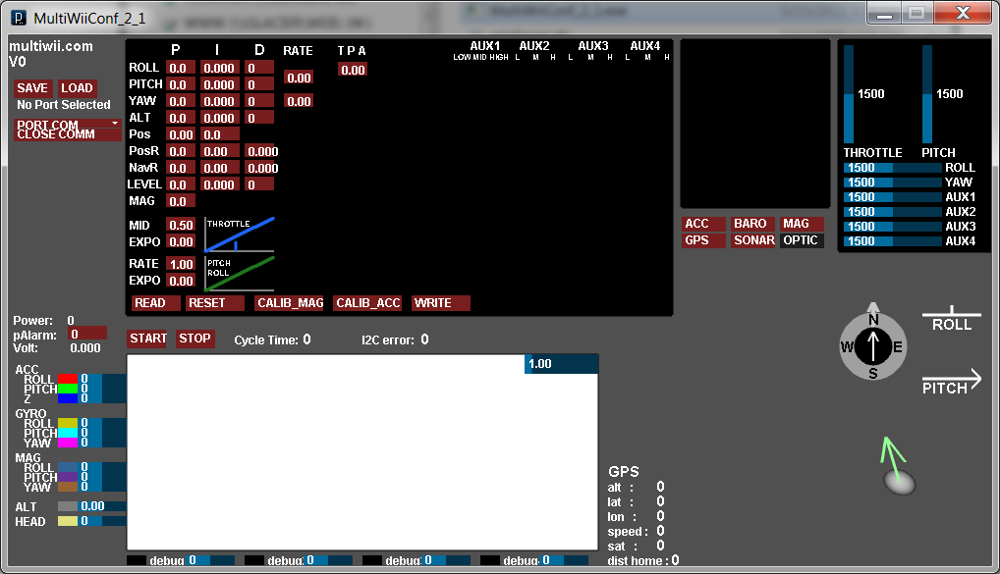 MultiWiiConf_2_1
multiwii.com
V0
SAVE LOAD
No Port Selected
PORT COM
CLOSE COMM
P I D RATE T P A
AUX1 AUX2 AUX3 AUX4
LOW MID HIGH L M H L M H L M H
ROLL 0.0 0.000 0
0.00
PITCH 0.0 0.000 0
0.00
YAW 0.0 0.000 0
0.00
ALT 0.0 0.000 0
Pos 0.00 0.0
PosR 0.0 0.00 0.000
NavR 0.0 0.00 0.000
LEVEL 0.0 0.000 0
MAG 0.0
MID 0.50
EXPO 0.00
THROTTLE
RATE 1.00
EXPO 0.00
PITCH
ROLL
READ RESET CALIB_MAG CALIB_ACC WRITE
ACC BARO MAG
GPS SONAR OPTIC
1500 1500
THROTTLE PITCH
1500 ROLL
1500 YAW
1500 AUX1
1500 AUX2
1500 AUX3
1500 AUX4
Power: 0
pAlarm: 0
Volt: 0.000
START STOP Cycle Time: 0 I2C error: 0
1.00
ACC
ROLL 0
PITCH 0
Z 0
GYRO
ROLL 0
PITCH 0
YAW 0
MAG
ROLL 0
PITCH 0
YAW 0
ALT 0.00
HEAD 0
N
W E
S
ROLL
PITCH
GPS
alt : 0
lat : 0
lon : 0
speed : 0
sat : 0
dist home : 0
debug 0 debug 0 debug 0 debug 0